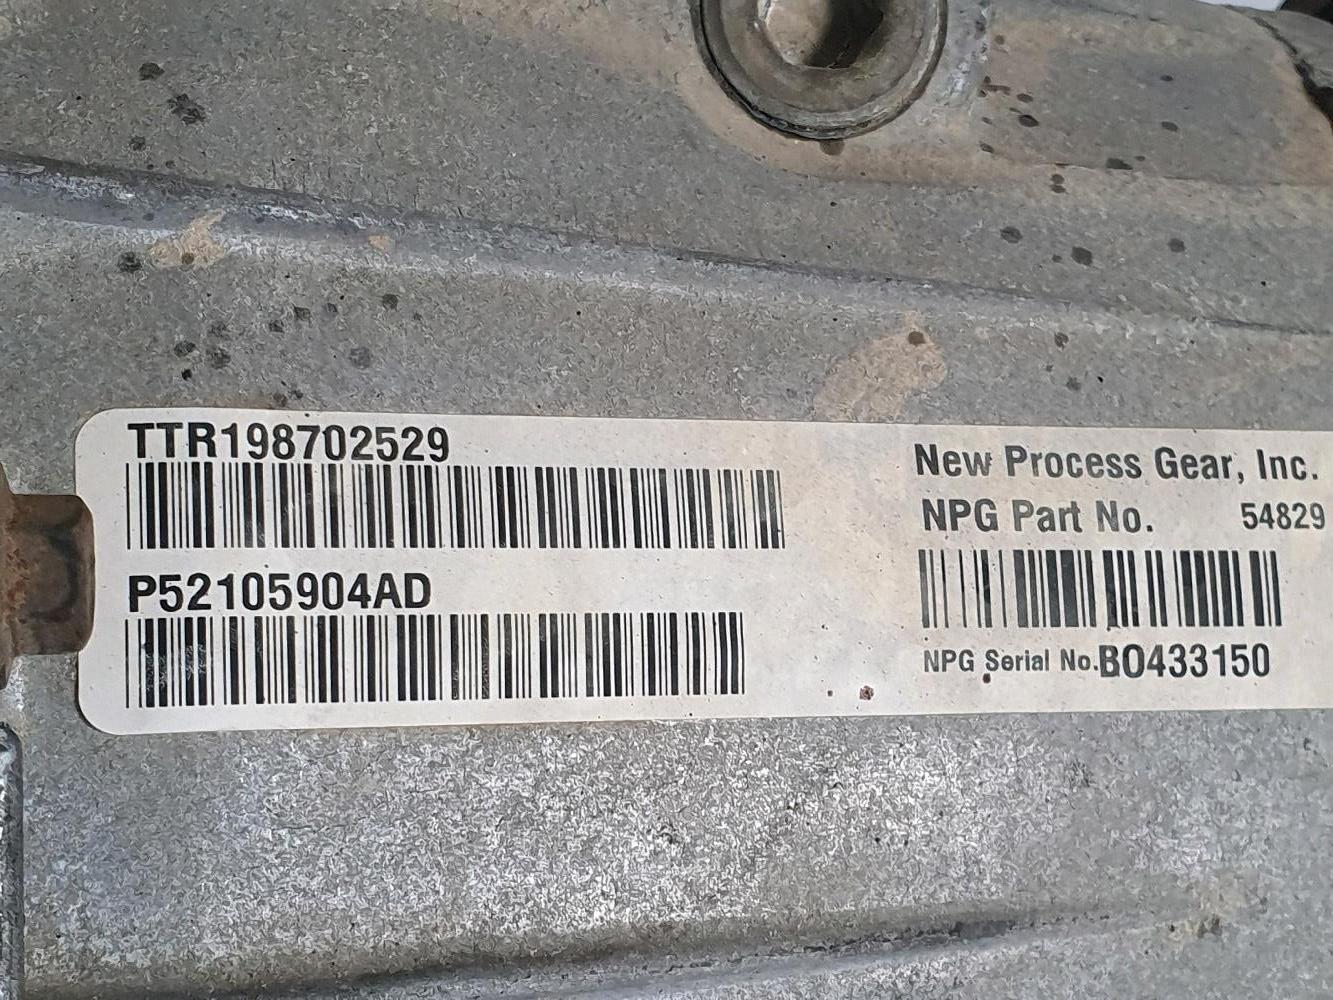 TTR198702529
P52105904AD
New Process Gear, Inc.
NPG Part No. 54829
NPG Serial No.BO433150